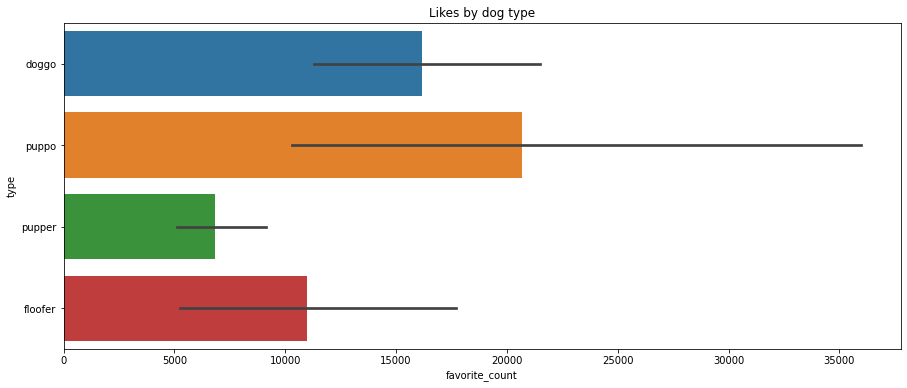 Likes by dog type
doggo
puppo
pupper
floofer
type
0 5000 10000 15000 20000 25000 30000 35000
favorite_count